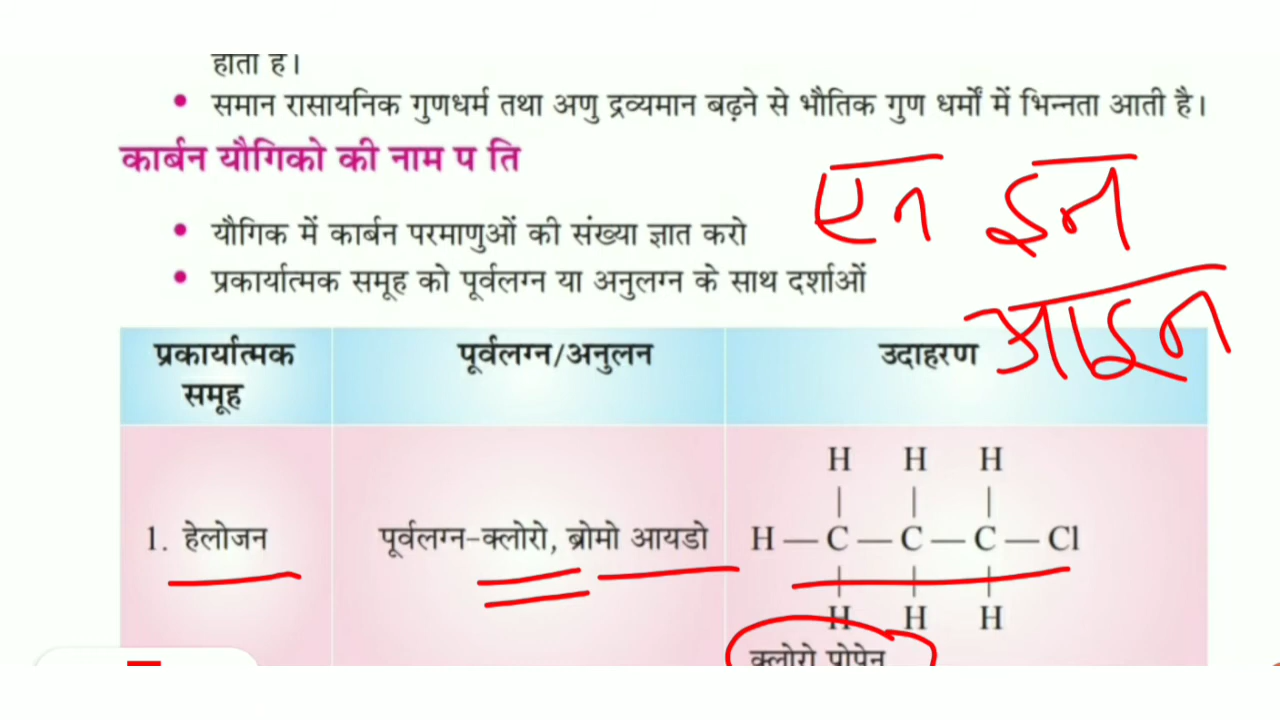 होता है।
• समान रासायनिक गुणधर्म तथा अणु द्रव्यमान बढ़ने से भौतिक गुण धर्मों में भिन्नता आती है।
कार्बन यौगिको की नाम प ति
एन इन
• यौगिक में कार्बन परमाणुओं की संख्या ज्ञात करो
• प्रकार्यात्मक समूह को पूर्वलग्न या अनुलग्न के साथ दर्शाओं
आइन
प्रकार्यात्मक समूह पूर्वलग्न/अनुलन उदाहरण
H H H
| | |
1. हेलोजन पूर्वलग्न-क्लोरो, ब्रोमो आयडो H — C — C — C — Cl
| | |
H H H
क्लोरो प्रोपेन